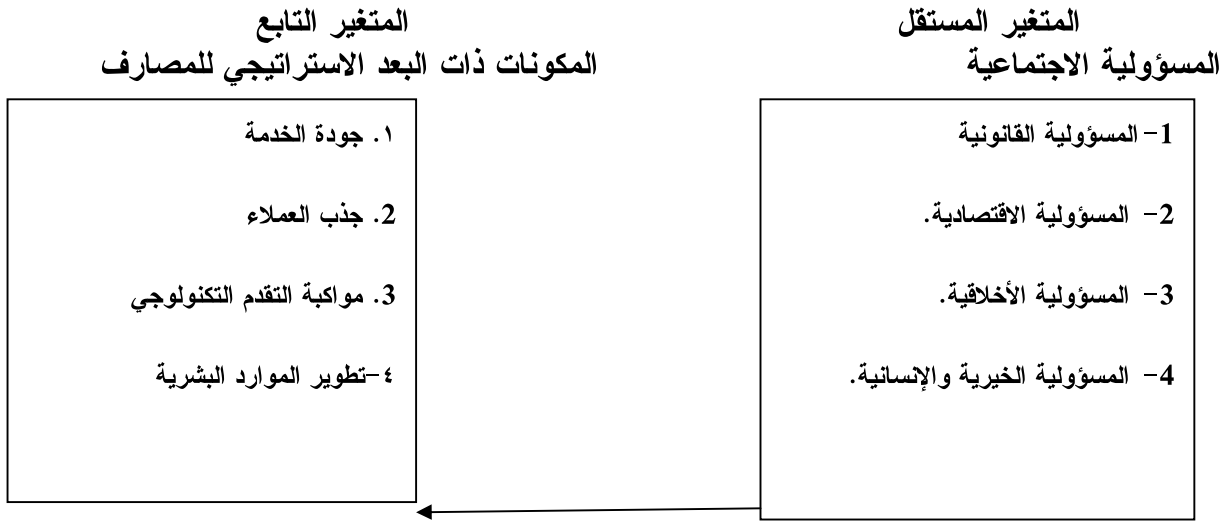 المتغير المستقل
المسؤولية الاجتماعية
1- المسؤولية القانونية
2- المسؤولية الاقتصادية.
3- المسؤولية الأخلاقية.
4- المسؤولية الخيرية والإنسانية.
المتغير التابع
المكونات ذات البعد الاستراتيجي للمصارف
١. جودة الخدمة
2. جذب العملاء
3. مواكبة التقدم التكنولوجي
٤-تطوير الموارد البشرية